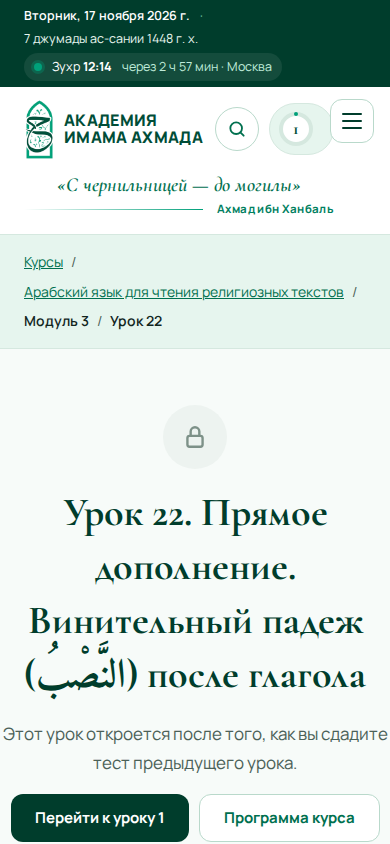 Вторник, 17 ноября 2026 г. ·
7 джумады ас-сании 1448 г. х.
Зухр 12:14 через 2 ч 57 мин · Москва
АКАДЕМИЯ
ИМАМА АХМАДА
1
«С чернильницей — до могилы»
Ахмад ибн Ханбаль
Курсы /
Арабский язык для чтения религиозных текстов /
Модуль 3 / Урок 22
Урок 22. Прямое
дополнение.
Винительный падеж
(النَّصْبُ) после глагола
Этот урок откроется после того, как вы сдадите
тест предыдущего урока.
Перейти к уроку 1
Программа курса